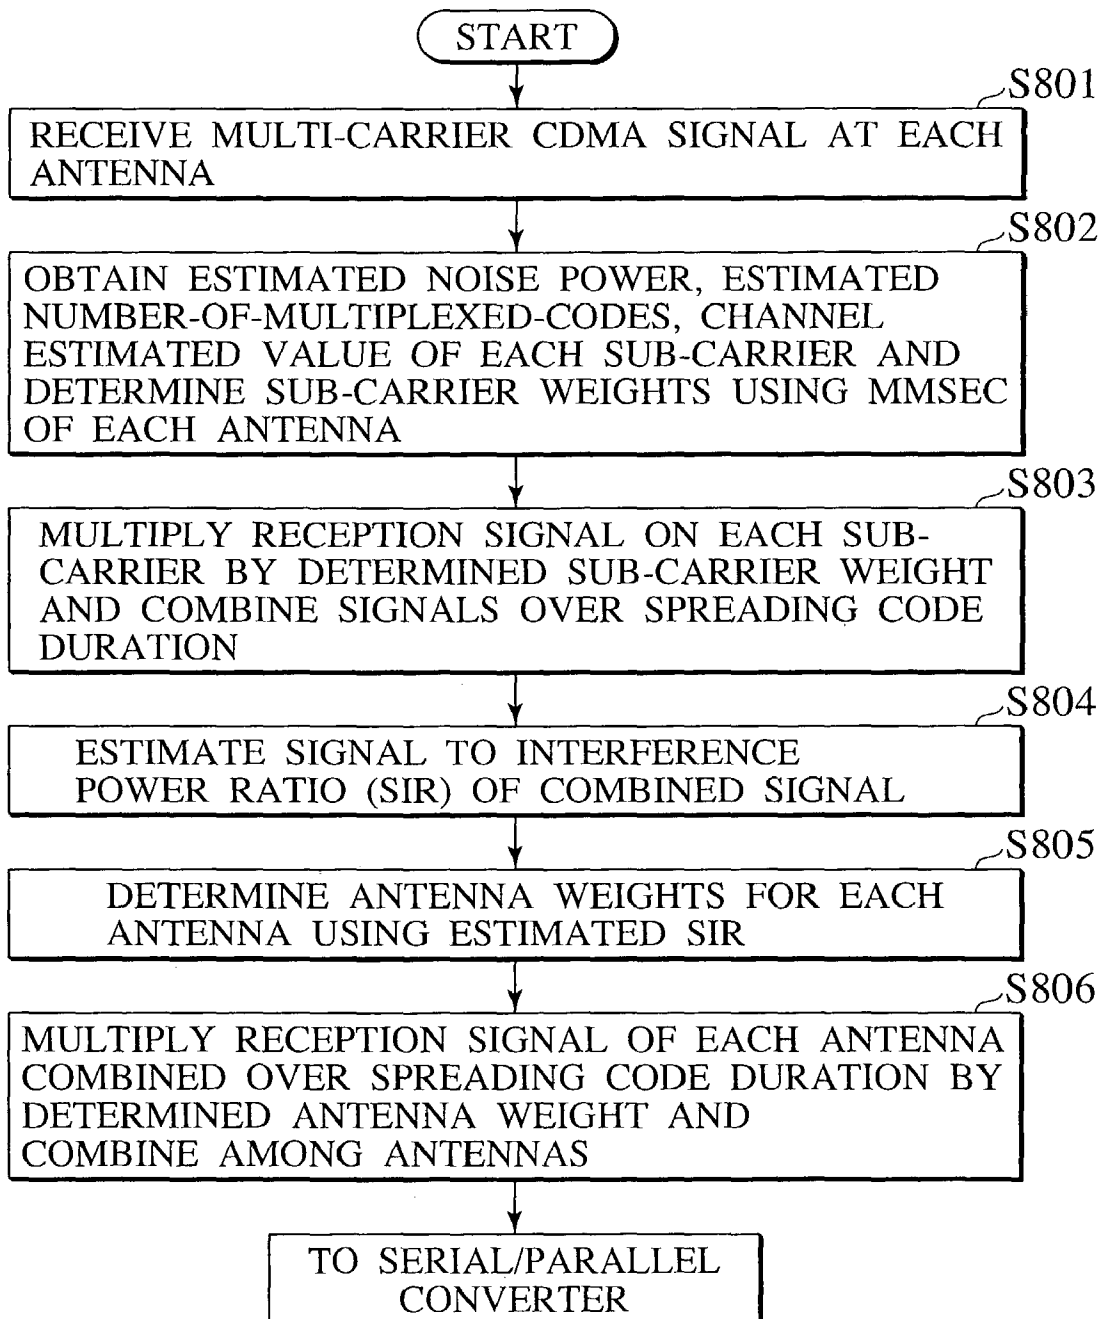 START
S801
RECEIVE MULTI-CARRIER CDMA SIGNAL AT EACH
ANTENNA
S802
OBTAIN ESTIMATED NOISE POWER, ESTIMATED
NUMBER-OF-MULTIPLEXED-CODES, CHANNEL
ESTIMATED VALUE OF EACH SUB-CARRIER AND
DETERMINE SUB-CARRIER WEIGHTS USING MMSEC
OF EACH ANTENNA
S803
MULTIPLY RECEPTION SIGNAL ON EACH SUB-
CARRIER BY DETERMINED SUB-CARRIER WEIGHT
AND COMBINE SIGNALS OVER SPREADING CODE
DURATION
S804
ESTIMATE SIGNAL TO INTERFERENCE
POWER RATIO (SIR) OF COMBINED SIGNAL
S805
DETERMINE ANTENNA WEIGHTS FOR EACH
ANTENNA USING ESTIMATED SIR
S806
MULTIPLY RECEPTION SIGNAL OF EACH ANTENNA
COMBINED OVER SPREADING CODE DURATION BY
DETERMINED ANTENNA WEIGHT AND
COMBINE AMONG ANTENNAS
TO SERIAL/PARALLEL
CONVERTER